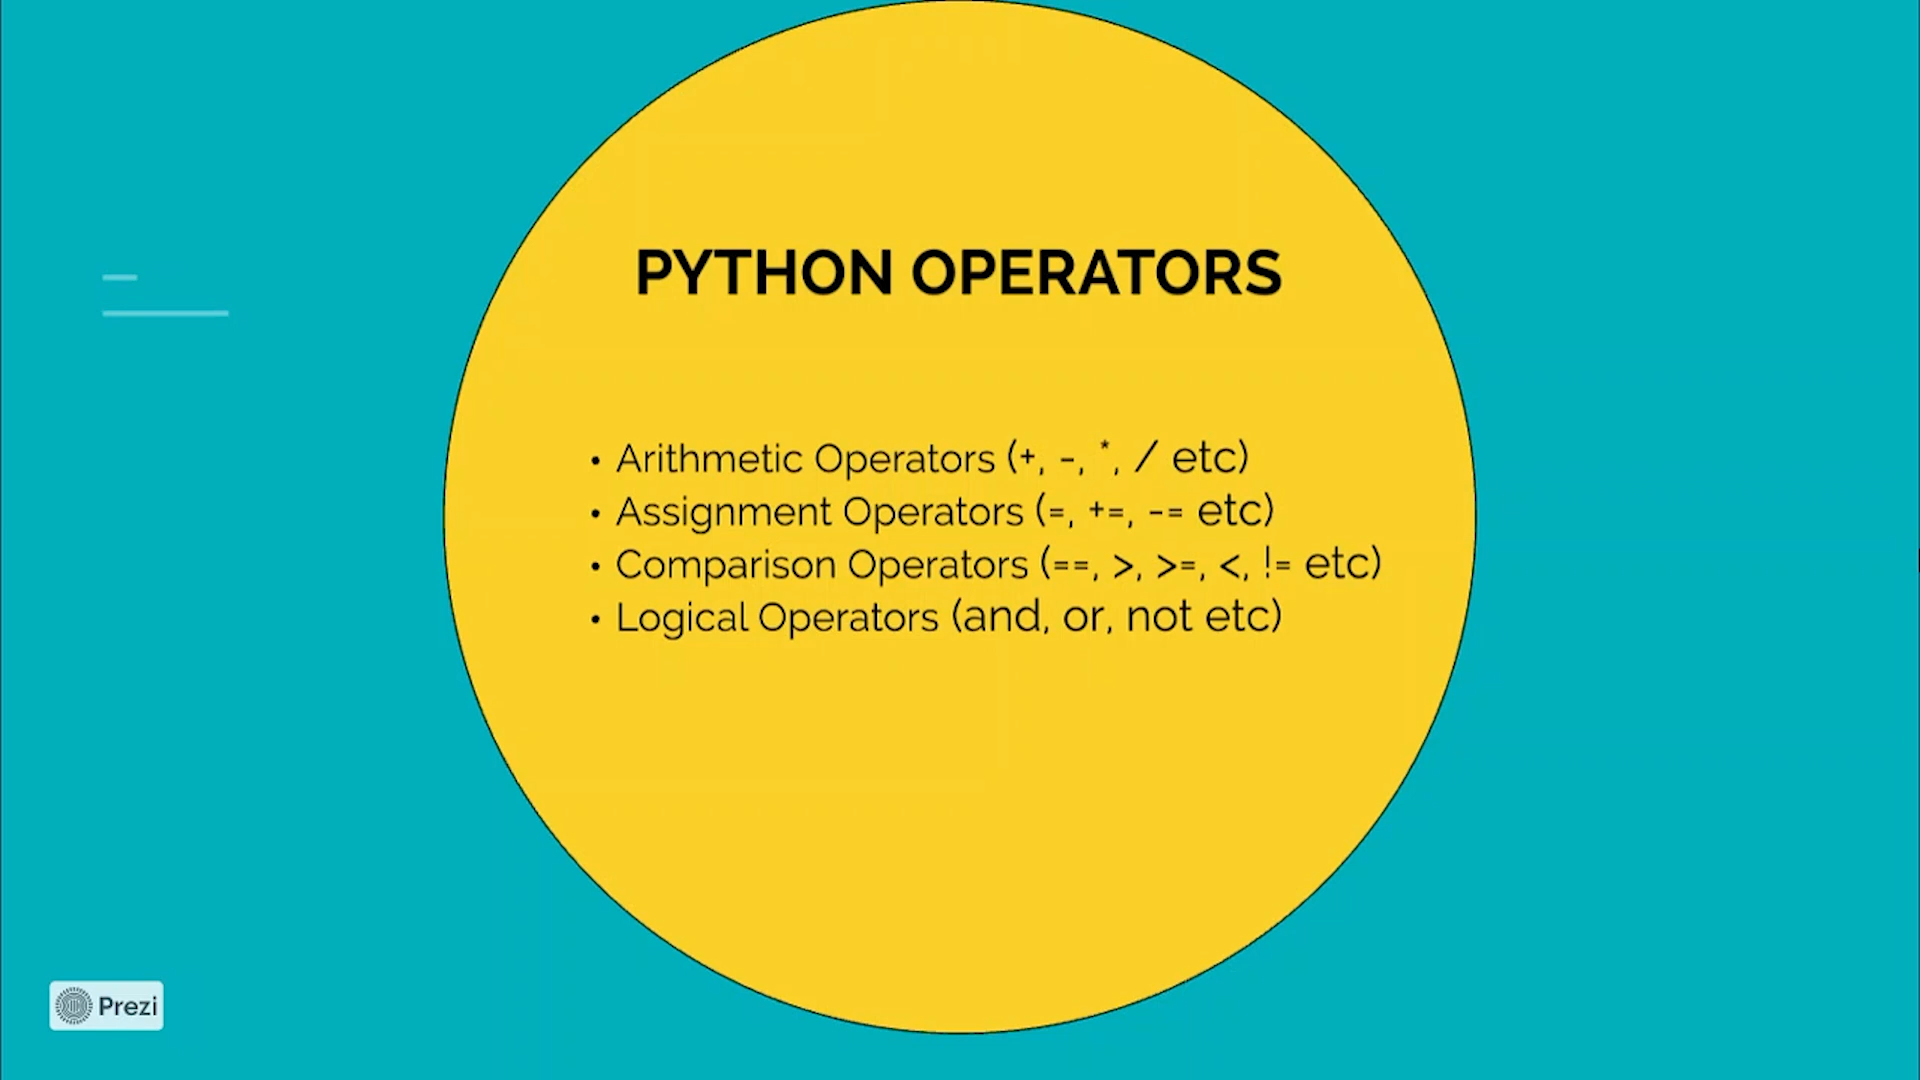 PYTHON OPERATORS
• Arithmetic Operators (+, -, *, / etc)
• Assignment Operators (=, +=, -= etc)
• Comparison Operators (==, >, >=, <, != etc)
• Logical Operators (and, or, not etc)
Prezi